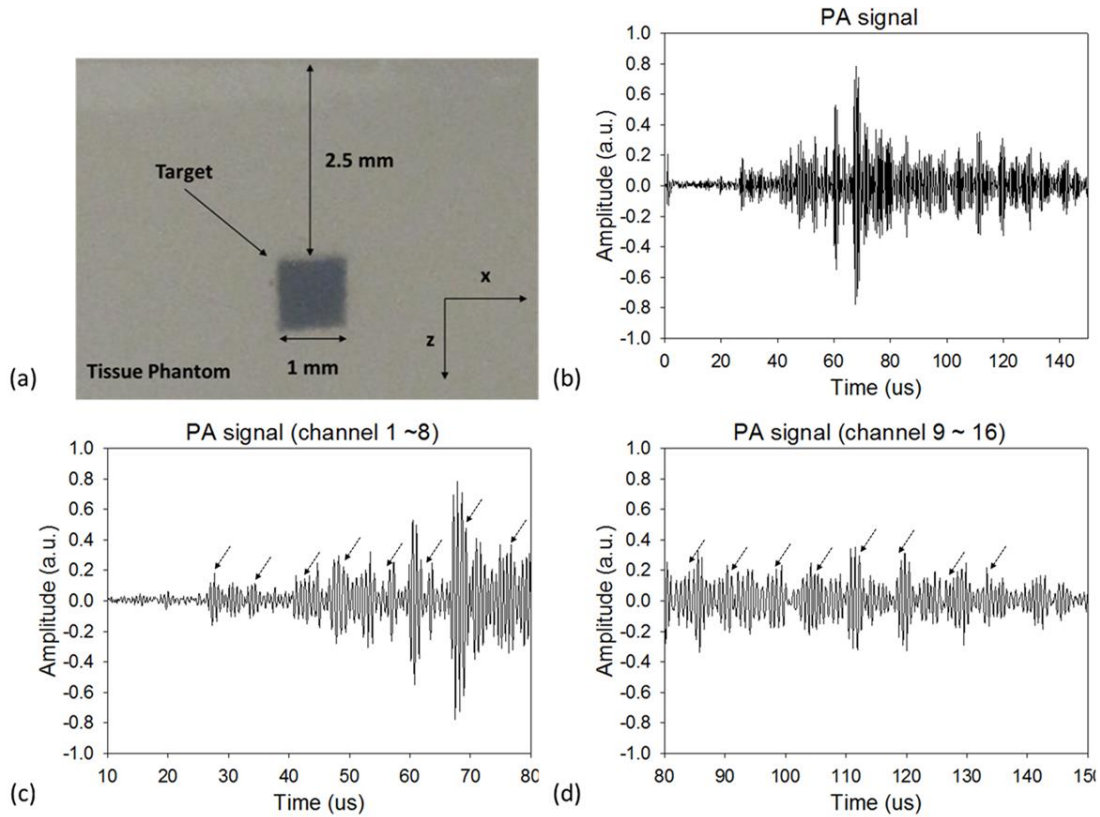 2.5 mm
Target
x
z
1 mm
Tissue Phantom
(a)
PA signal
1.0
0.8
0.6
0.4
0.2
0.0
-0.2
-0.4
-0.6
-0.8
-1.0
Amplitude (a.u.)
0 20 40 60 80 100 120 140
Time (us)
(b)
PA signal (channel 1 ~8)
1.0
0.8
0.6
0.4
0.2
0.0
-0.2
-0.4
-0.6
-0.8
-1.0
Amplitude (a.u.)
10 20 30 40 50 60 70 80
Time (us)
(c)
PA signal (channel 9 ~ 16)
1.0
0.8
0.6
0.4
0.2
0.0
-0.2
-0.4
-0.6
-0.8
-1.0
Amplitude (a.u.)
80 90 100 110 120 130 140 150
Time (us)
(d)